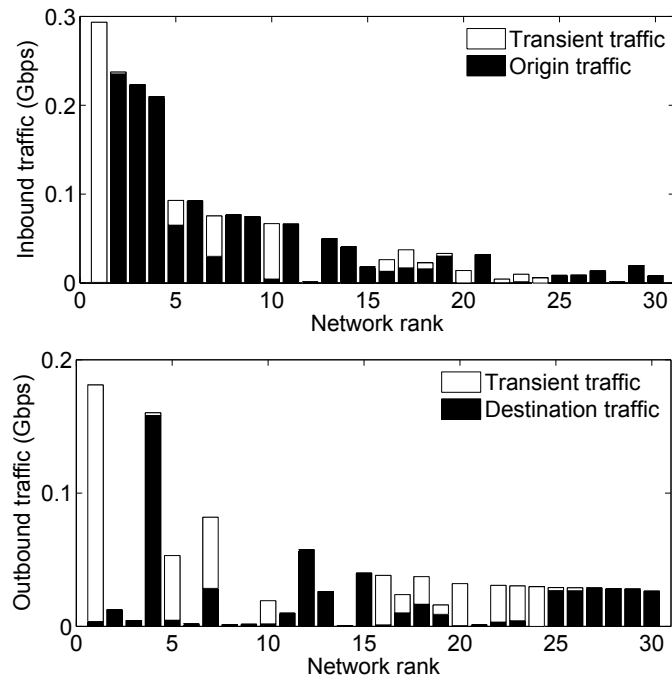 0.3
Transient traffic
Origin traffic
0.2
Inbound traffic (Gbps)
0.1
0
0 5 10 15 20 25 30
Network rank
0.2
Transient traffic
Destination traffic
Outbound traffic (Gbps)
0.1
0
0 5 10 15 20 25 30
Network rank